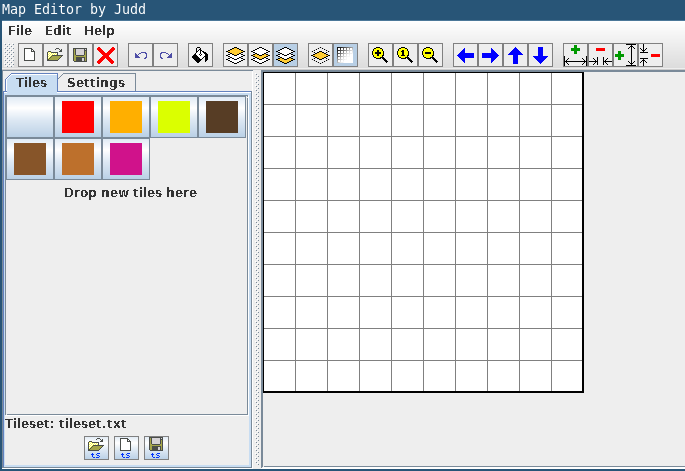 Map Editor by Judd
File Edit Help
1
Tiles Settings
Drop new tiles here
Tileset: tileset.txt
ts ts ts